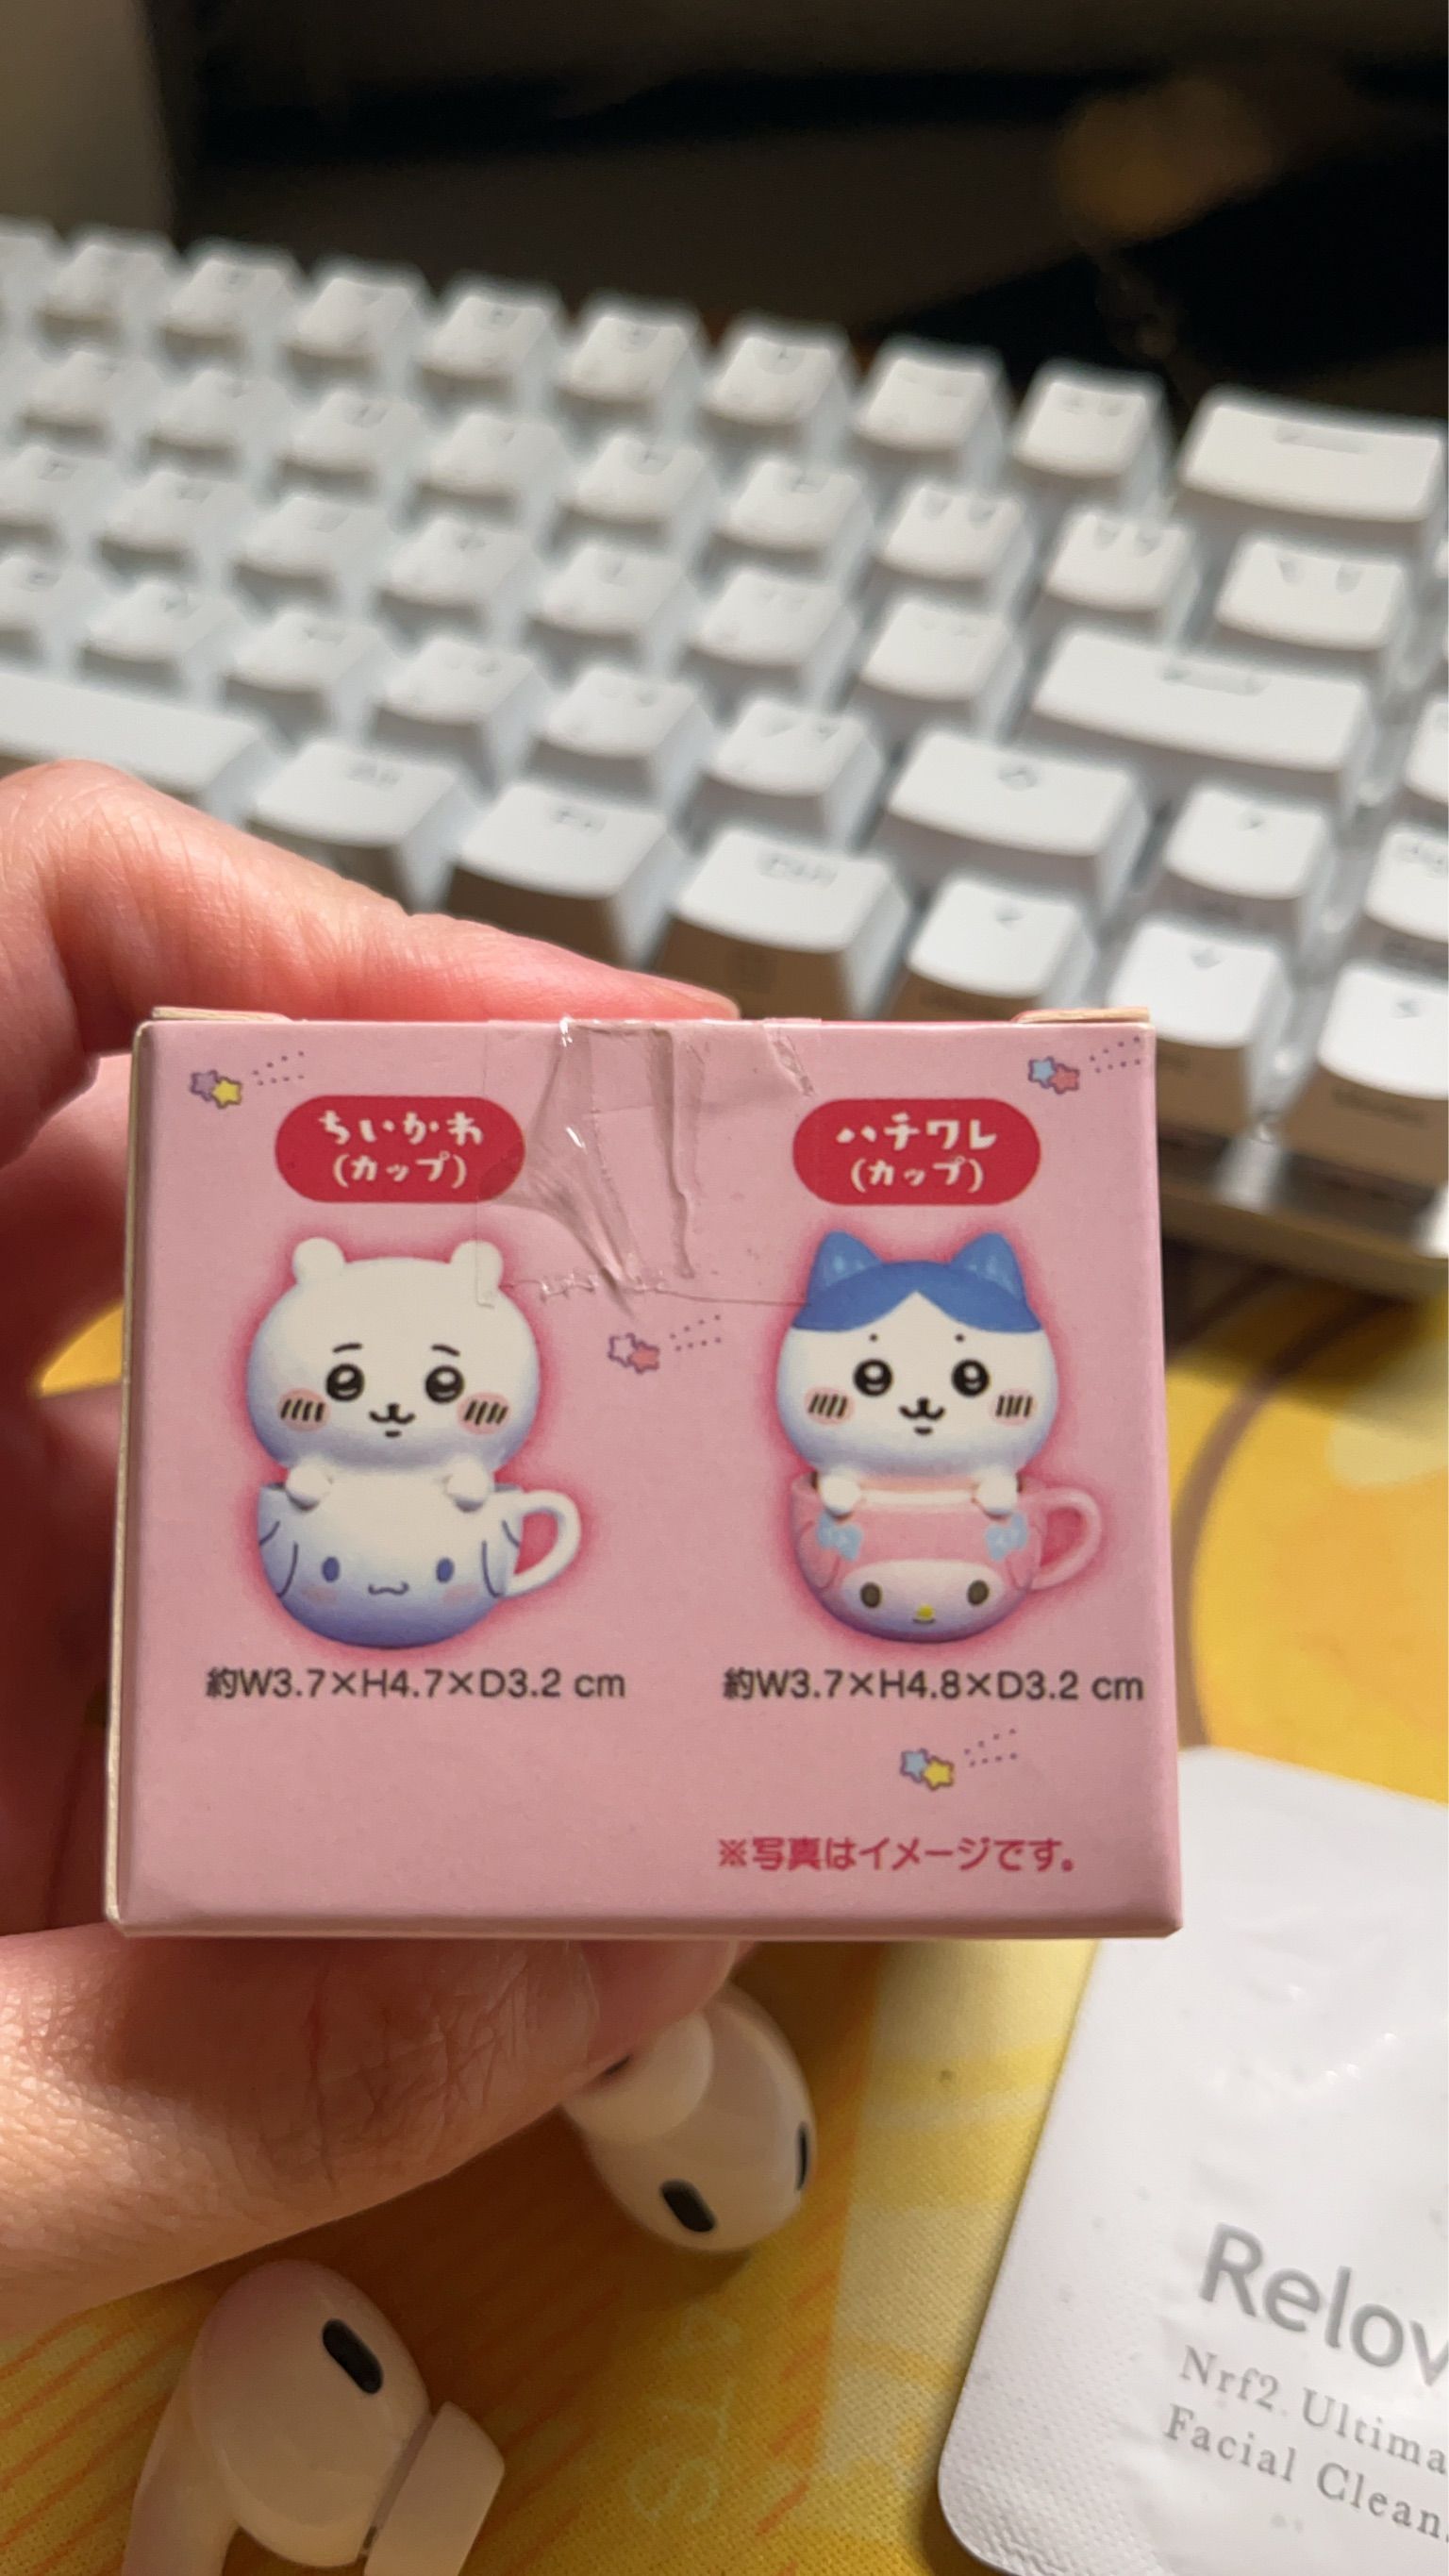 ちいかわ
(カップ)
ハチワレ
(カップ)
約W3.7×H4.7×D3.2 cm
約W3.7×H4.8×D3.2 cm
※写真はイメージです。
Nrf2 Ultima
Facial Clean